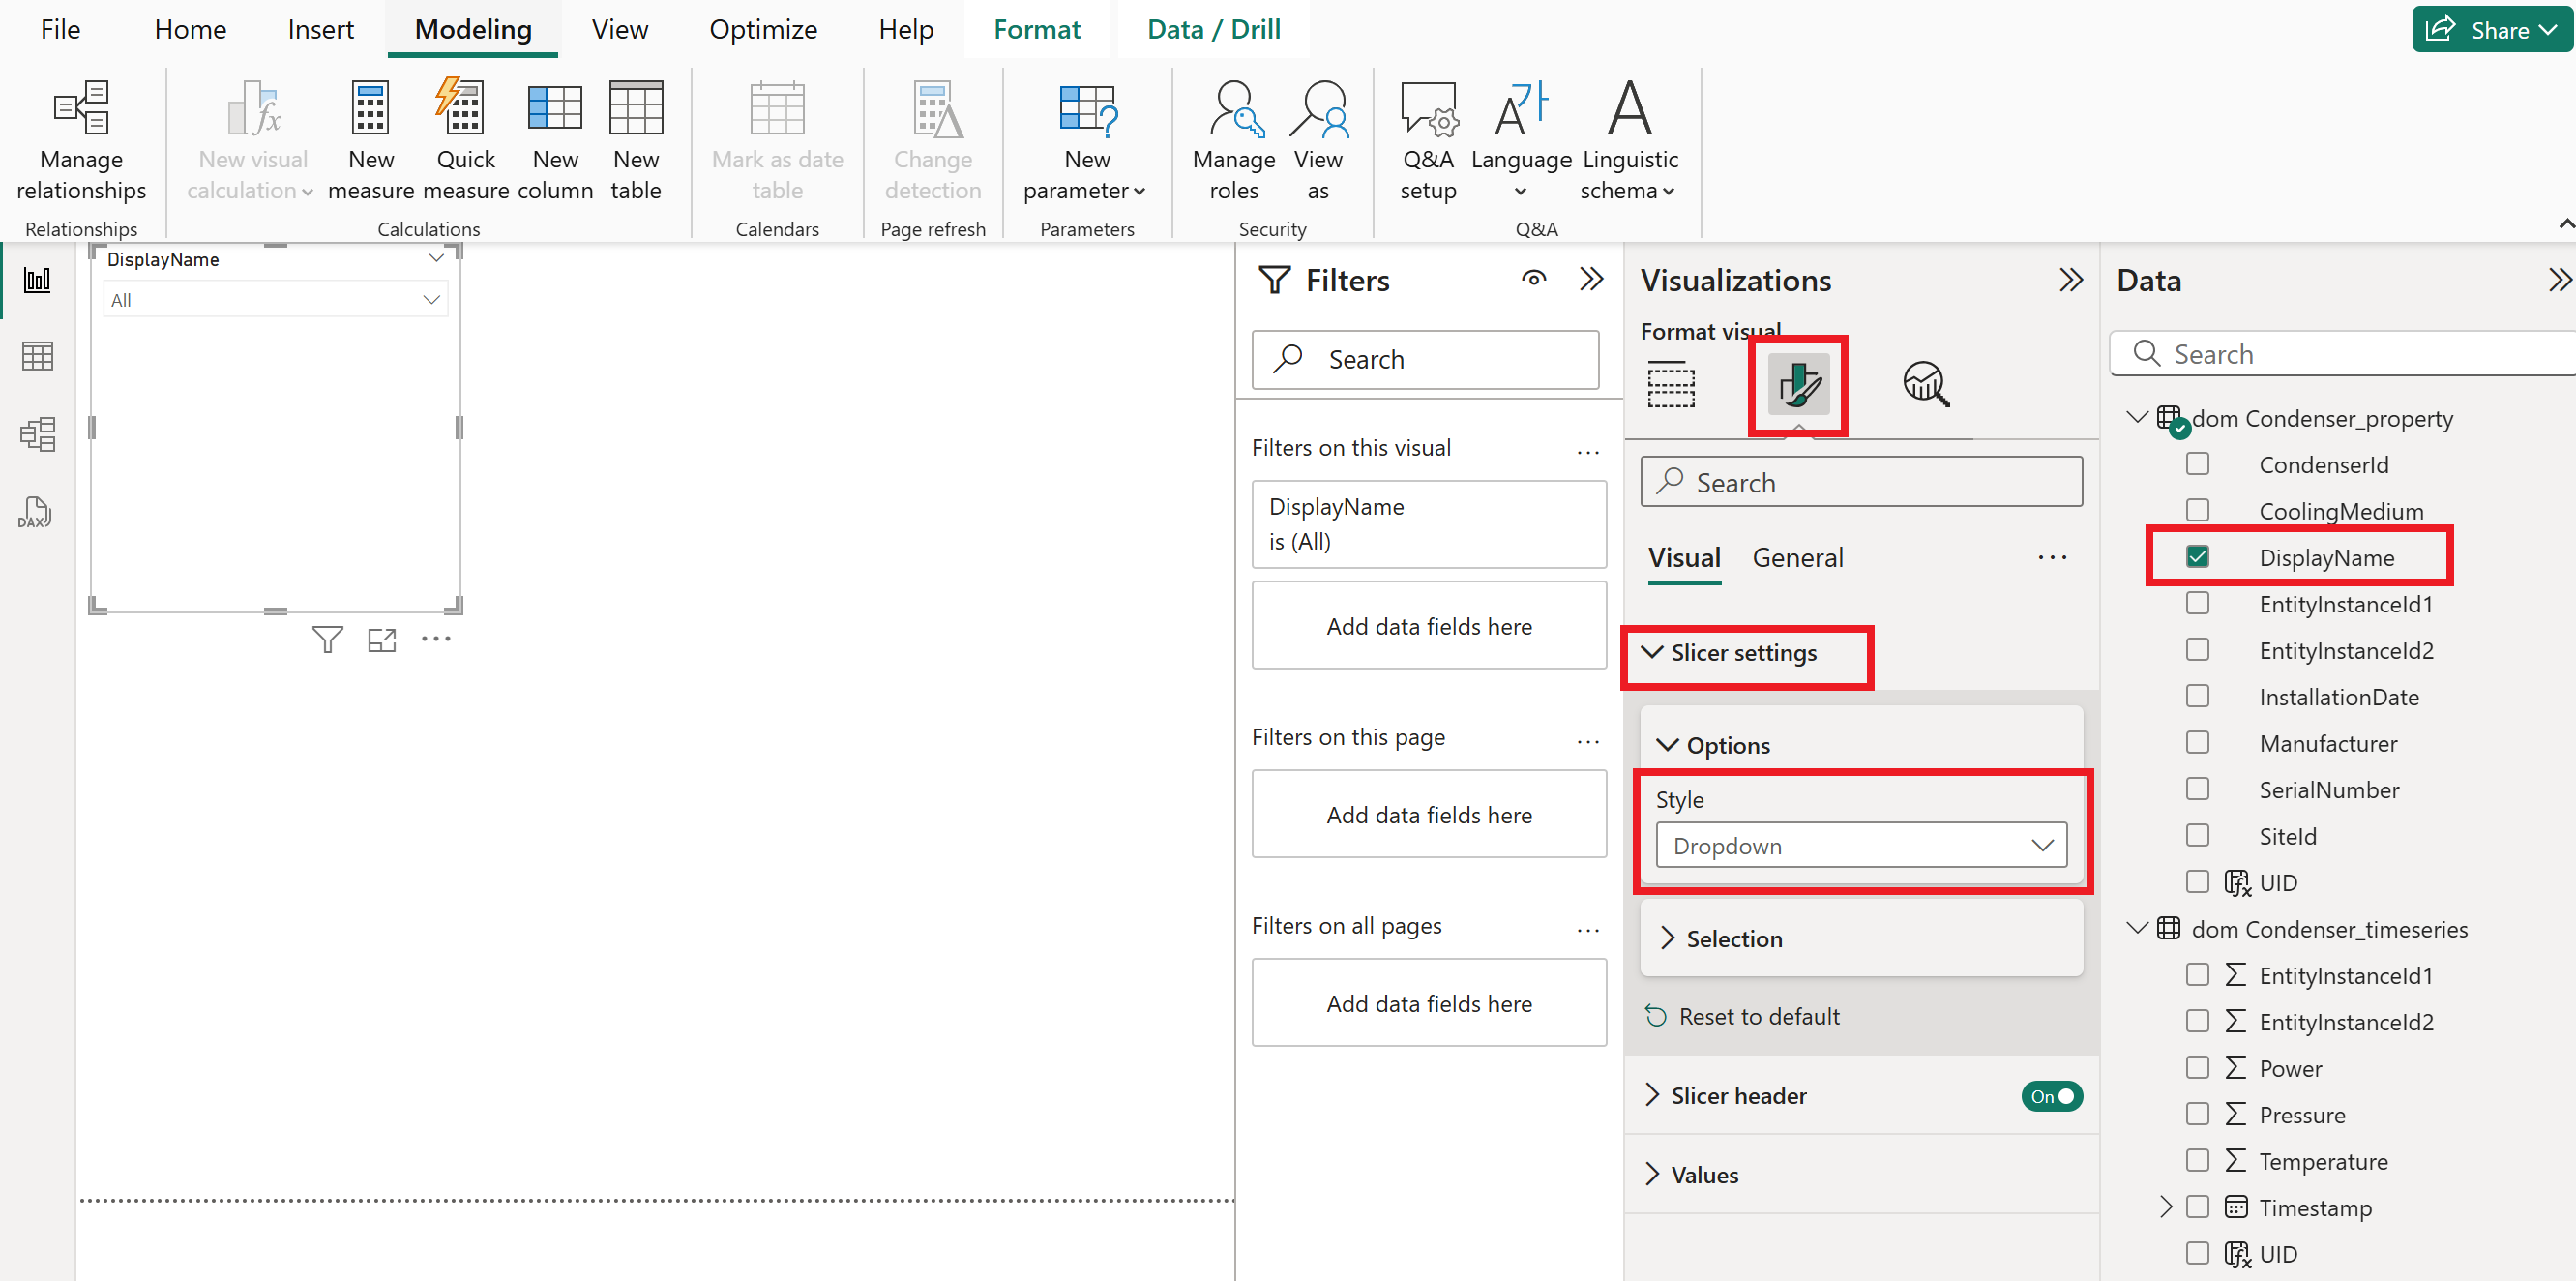 File
Home
Insert
Modeling
View
Optimize
Help
Format
Data / Drill
Share
Manage
relationships
Relationships
New visual
calculation
New
measure
Quick
measure
New
column
New
table
Calculations
Mark as date
table
Calendars
Change
detection
Page refresh
New
parameter
Parameters
Manage
roles
View
as
Security
Q&A
setup
Language
Linguistic
schema
Q&A
DAX
DisplayName
All
Filters
Search
Filters on this visual
DisplayName
is (All)
Add data fields here
Filters on this page
Add data fields here
Filters on all pages
Add data fields here
Visualizations
Format visual
Search
Visual
General
Slicer settings
Options
Style
Dropdown
Selection
Reset to default
Slicer header
On
Values
Data
Search
dom Condenser_property
CondenserId
CoolingMedium
DisplayName
EntityInstanceId1
EntityInstanceId2
InstallationDate
Manufacturer
SerialNumber
SiteId
UID
dom Condenser_timeseries
EntityInstanceId1
EntityInstanceId2
Power
Pressure
Temperature
Timestamp
UID